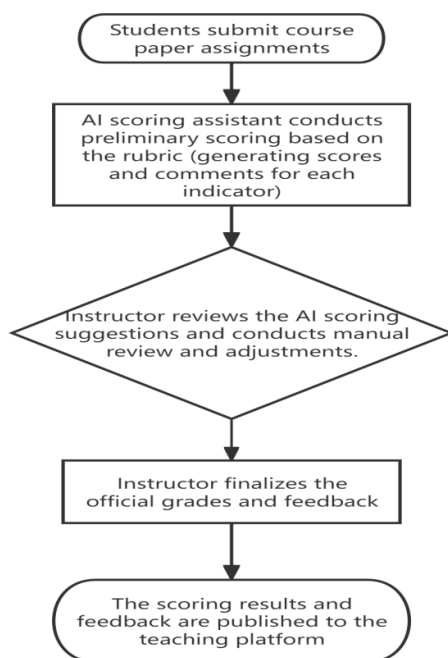 Students submit course
paper assignments
AI scoring assistant conducts
preliminary scoring based on
the rubric (generating scores
and comments for each
indicator)
Instructor reviews the AI scoring
suggestions and conducts manual
review and adjustments.
Instructor finalizes the
official grades and feedback
The scoring results and
feedback are published to the
teaching platform